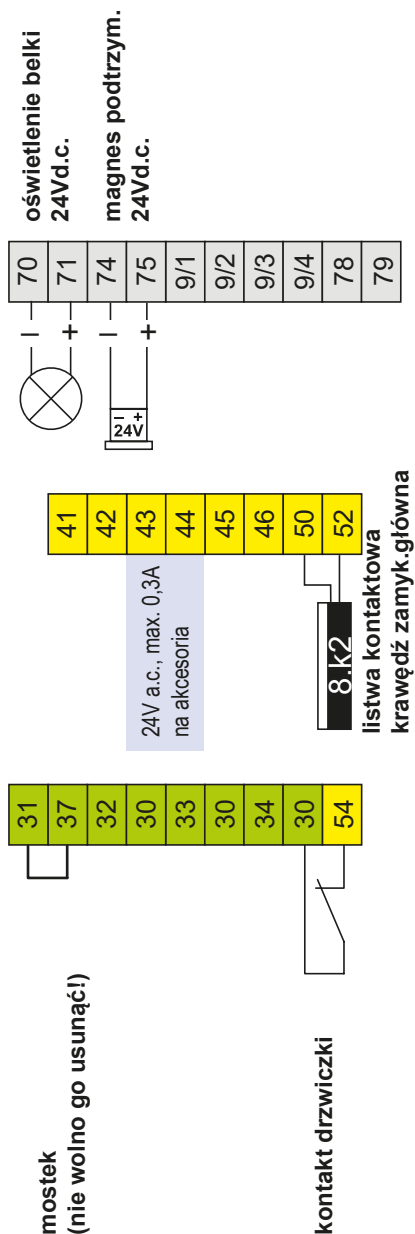 oświetlenie belki
24Vd.c.
magnes podtrzym.
24Vd.c.
70
71
74
75
9/1
9/2
9/3
9/4
78
79
– +
– +
– +
24V
41
42
43
44
45
46
50
52
24V a.c., max. 0,3A
na akcesoria
8.k2
listwa kontaktowa
krawędź zamyk.główna
31
37
32
30
33
30
34
30
54
mostek
(nie wolno go usunąć!)
kontakt drzwiczki